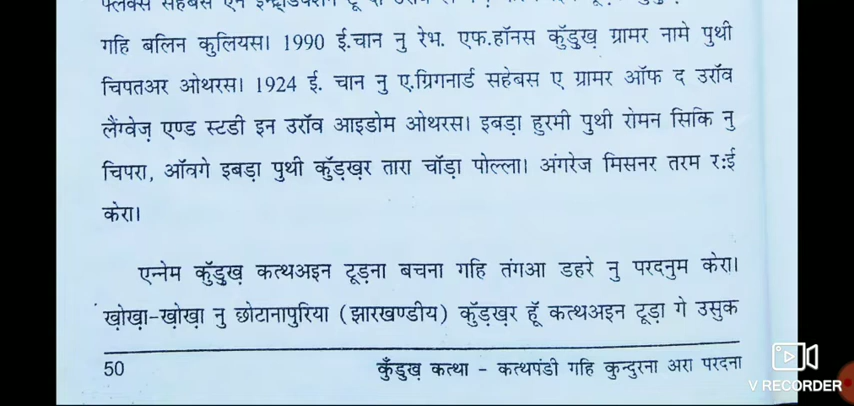 गहि बलिन कुलियस। 1990 ई.चान नु रेभ. एफ.हॉनस कुँड़ुख़ ग्रामर नामे पुथी
चिपतअर ओथरस। 1924 ई. चान नु ए.ग्रिगनार्ड सहेबस ए ग्रामर ऑफ द उराँव
लैंग्वेज़ एण्ड स्टडी इन उराँव आइडोम ओथरस। इबड़ा हुरमी पुथी रोमन सिकि नु
चिपरा, आँवगे इबड़ा पुथी कुँड़ख़र तारा चाँड़ा पोल्ला। अंगरेज मिसनर तरम र:ई
केरा।
एन्नेम कुँड़ुख़ कत्थअइन टूड़ना बचना गहि तंगआ डहरे नु परदनुम केरा।
ख़ोख़ा-ख़ोख़ा नु छोटानापुरिया (झारखण्डीय) कुँड़ख़र हूँ कत्थअइन टूड़ा गे उसुक
50 कुँड़ुख़ कत्था - कत्थपंडी गहि कुन्दुरना अरा परदना
V RECORDER